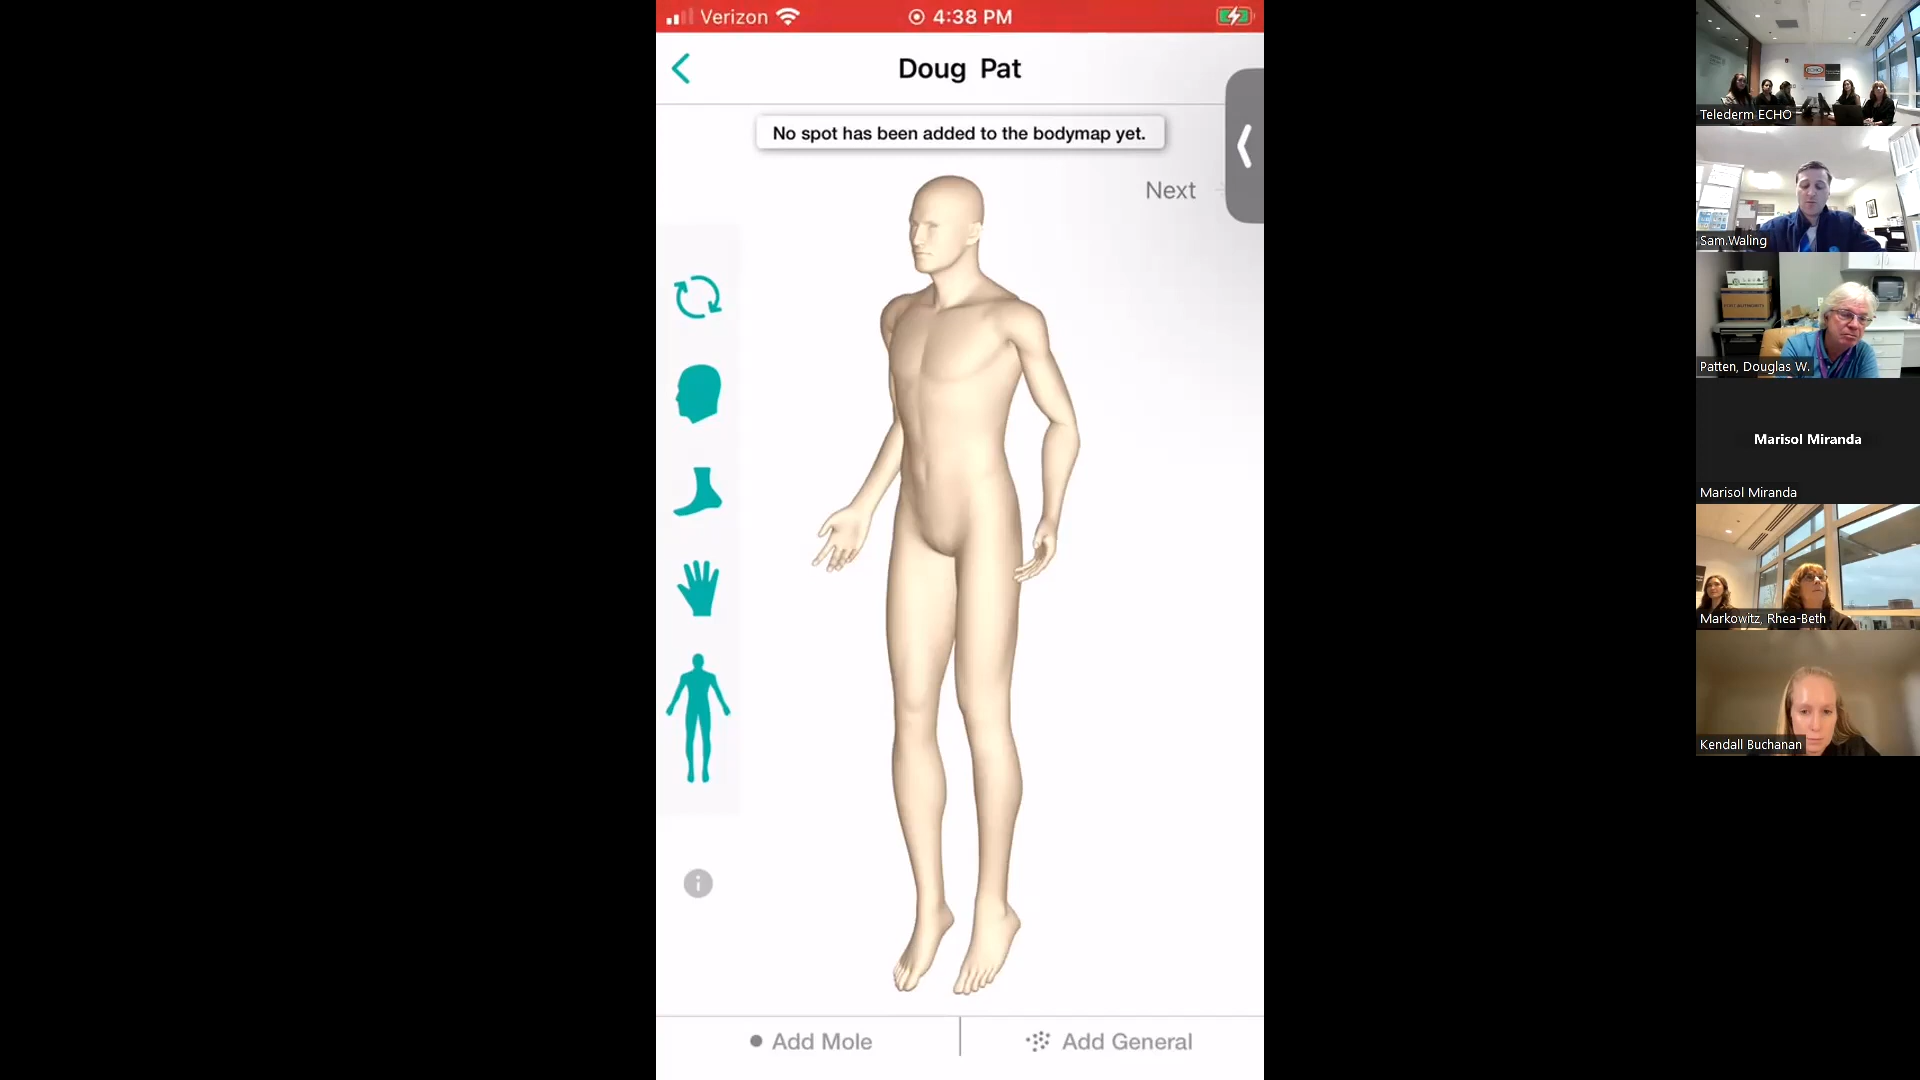 Verizon
4:38 PM
Doug Pat
No spot has been added to the bodymap yet.
Next
Add Mole
Add General
ECHO
Telederm ECHO
Sam.Waling
Patten, Douglas W.
Marisol Miranda
Marisol Miranda
Markowitz, Rhea-Beth
Kendall Buchanan